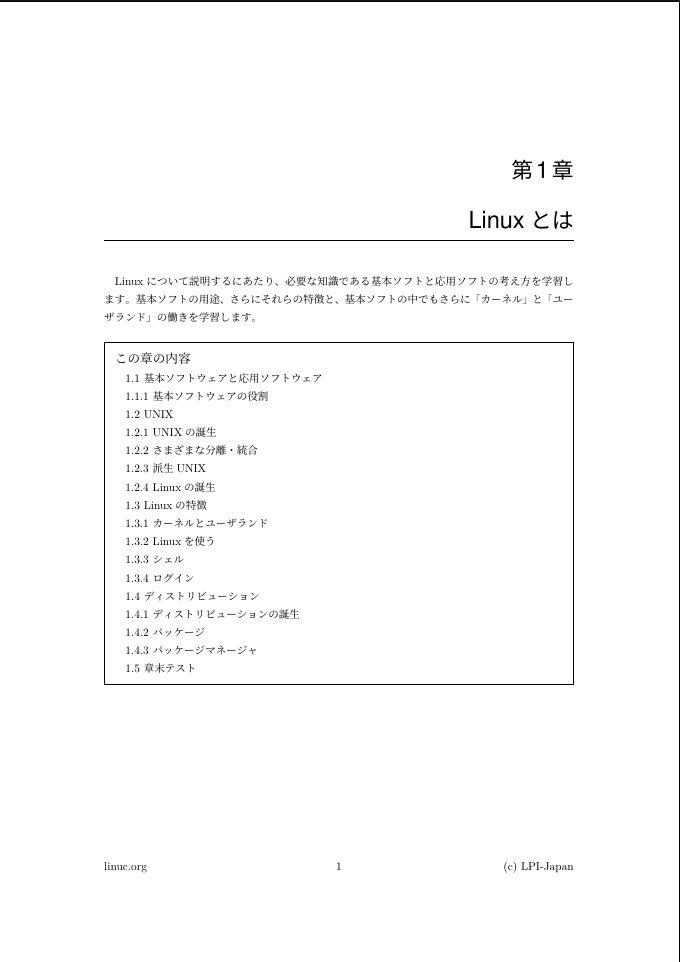 第1章
Linux とは
Linux について説明するにあたり、必要な知識である基本ソフトと応用ソフトの考え方を学習し
ます。基本ソフトの用途、さらにそれらの特徴と、基本ソフトの中でもさらに「カーネル」と「ユー
ザランド」の働きを学習します。
この章の内容
1.1 基本ソフトウェアと応用ソフトウェア
1.1.1 基本ソフトウェアの役割
1.2 UNIX
1.2.1 UNIX の誕生
1.2.2 さまざまな分離・統合
1.2.3 派生 UNIX
1.2.4 Linux の誕生
1.3 Linux の特徴
1.3.1 カーネルとユーザランド
1.3.2 Linux を使う
1.3.3 シェル
1.3.4 ログイン
1.4 ディストリビューション
1.4.1 ディストリビューションの誕生
1.4.2 パッケージ
1.4.3 パッケージマネージャ
1.5 章末テスト
linuc.org 1 (c) LPI-Japan